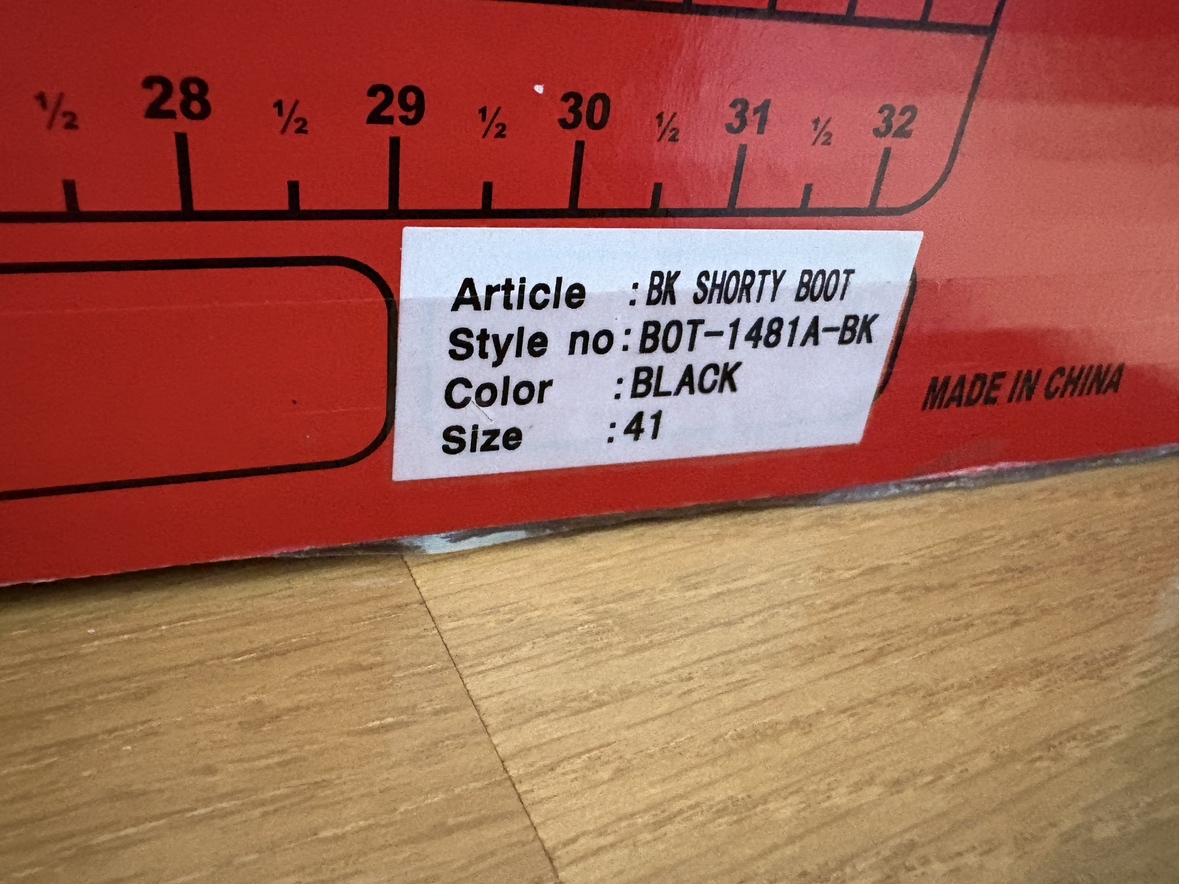 ½ 28 ½ 29 ½ 30 ½ 31 ½ 32
Article : BK SHORTY BOOT
Style no : BOT-1481A-BK
Color : BLACK
Size : 41
MADE IN CHINA